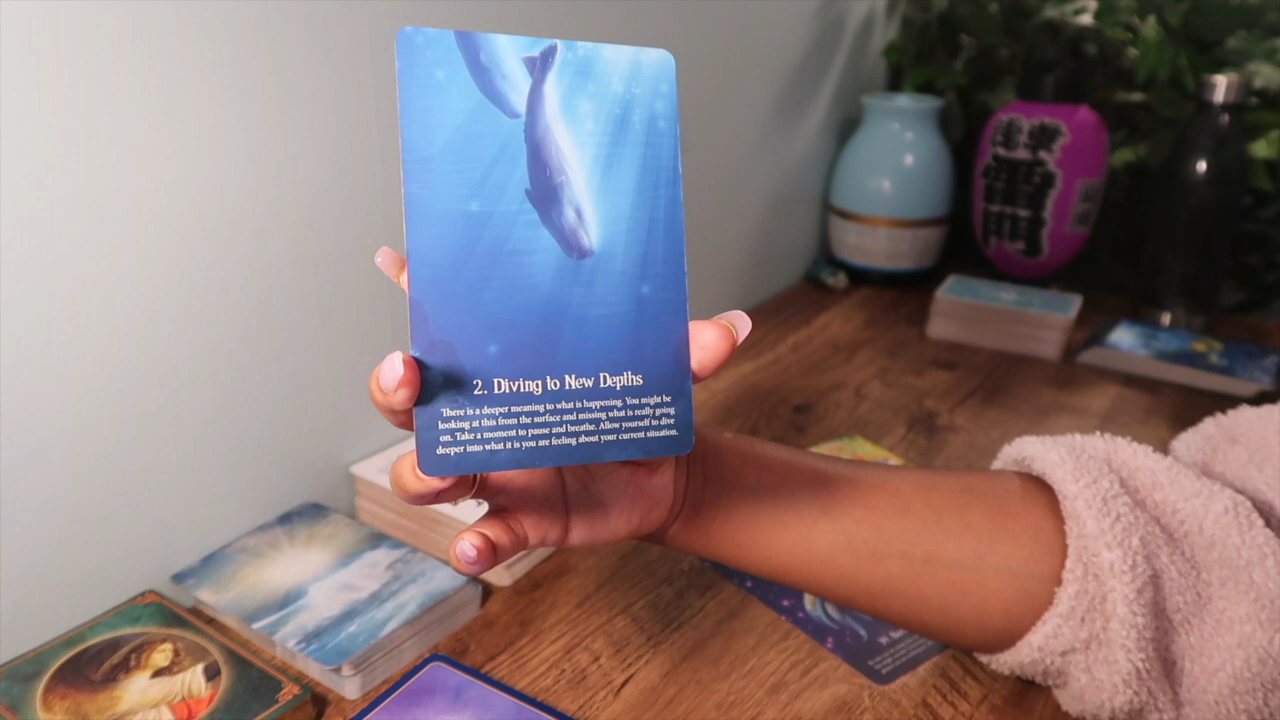 2. Diving to New Depths
There is a deeper meaning to what is happening. You might be
looking at this from the surface and missing what is really going
on. Take a moment to pause and breathe. Allow yourself to dive
deeper into what it is you are feeling about your current situation.
雷門